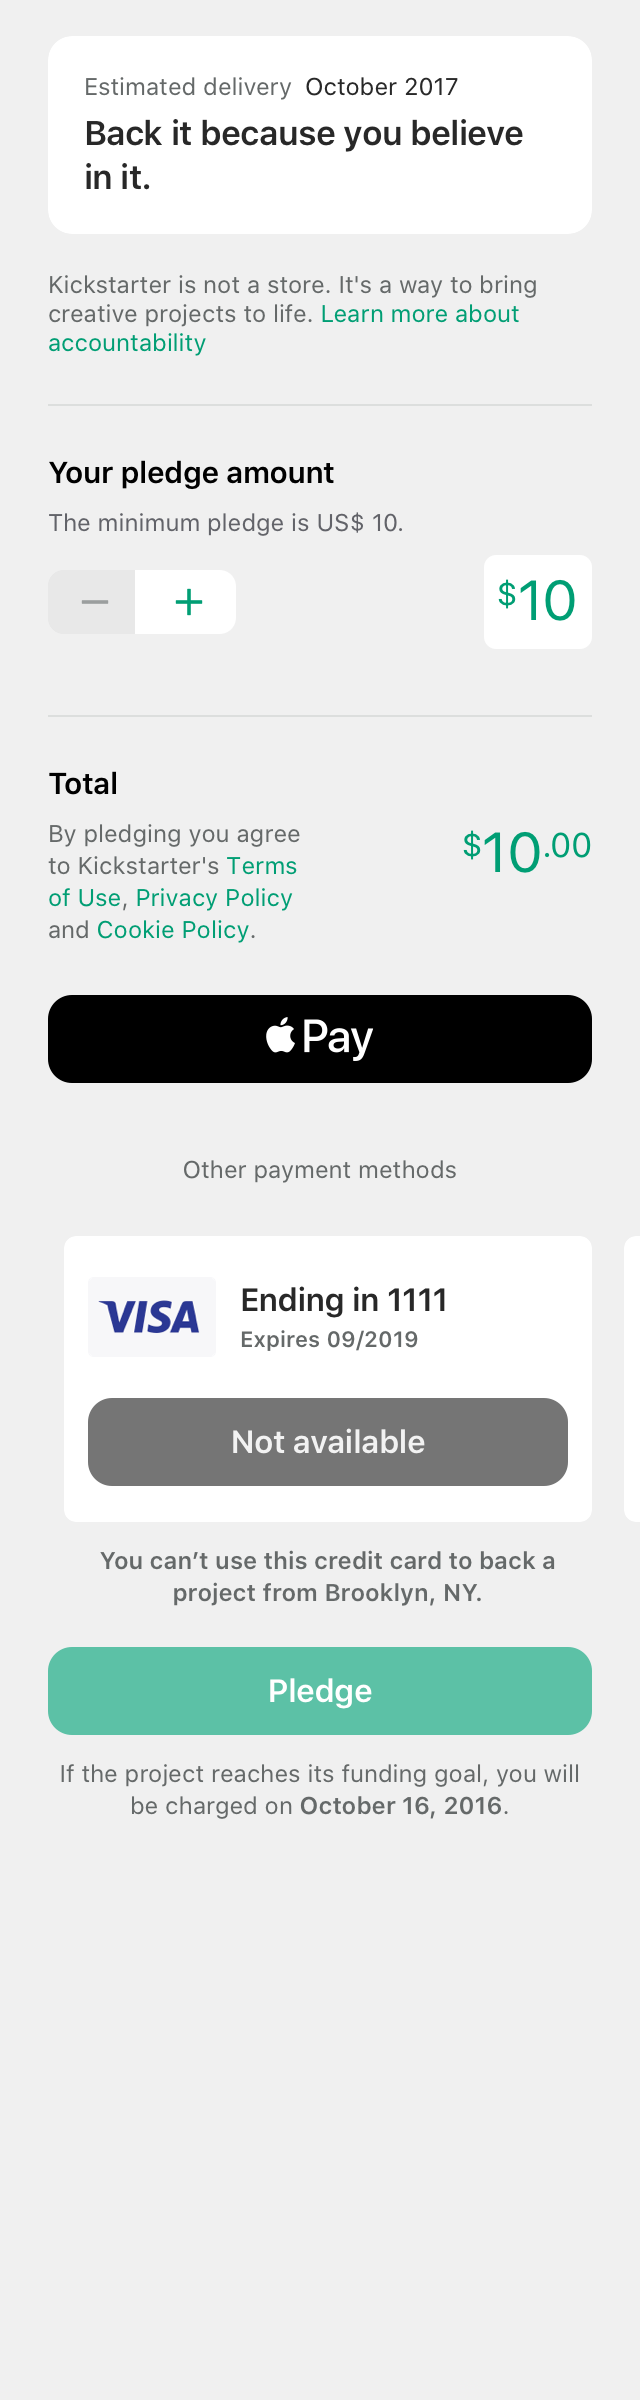 Estimated delivery October 2017
Back it because you believe
in it.
Kickstarter is not a store. It's a way to bring
creative projects to life. Learn more about
accountability
Your pledge amount
The minimum pledge is US$ 10.
− +
$10
Total
By pledging you agree
to Kickstarter's Terms
of Use, Privacy Policy
and Cookie Policy.
$10.00
Pay
Other payment methods
VISA
Ending in 1111
Expires 09/2019
Not available
You can’t use this credit card to back a
project from Brooklyn, NY.
Pledge
If the project reaches its funding goal, you will
be charged on October 16, 2016.